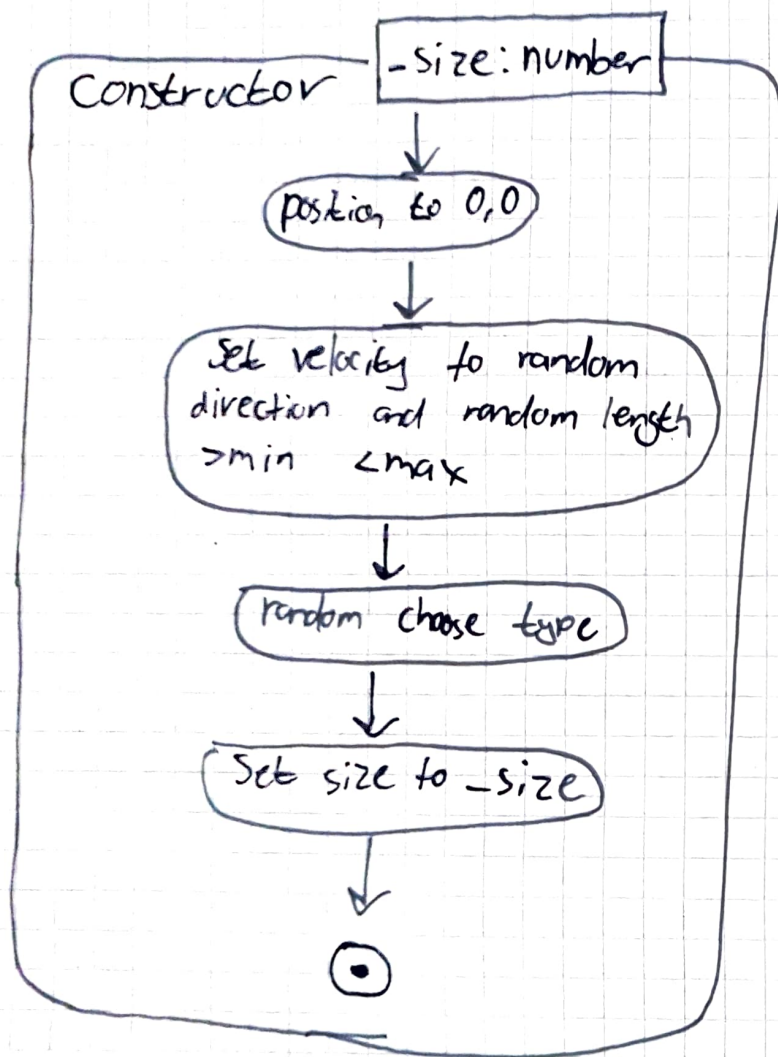 _size: number
Constructor
position to 0,0
Set velocity to random
direction and random length
>min <max
random choose type
Set size to _size